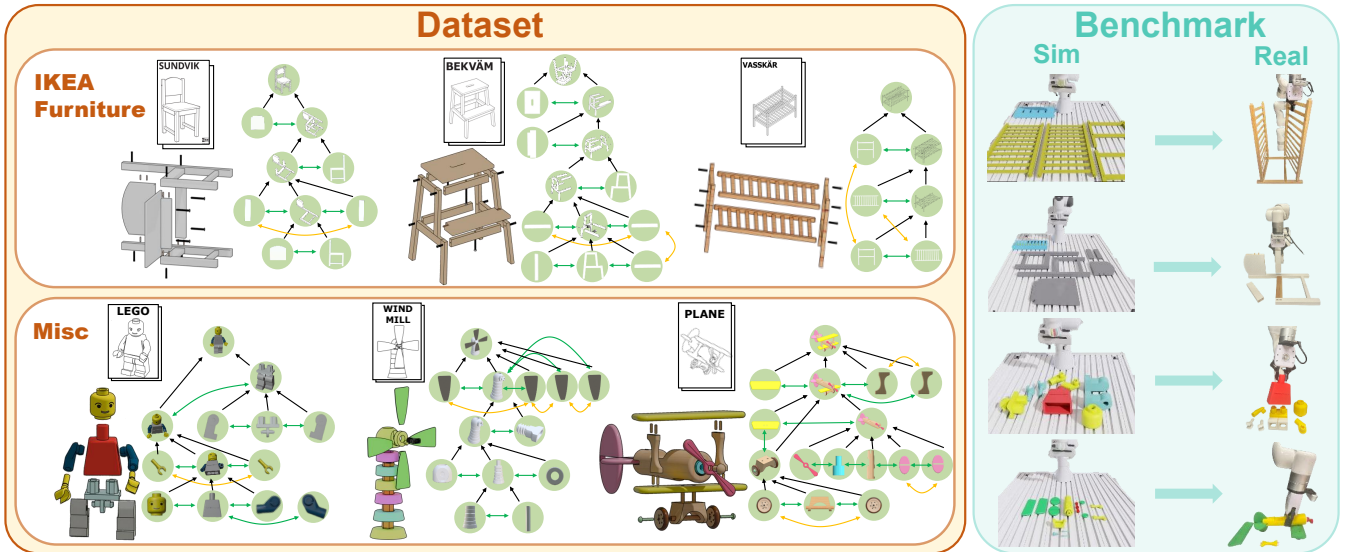 Dataset
Benchmark
Sim
Real
IKEA
Furniture
SUNDVIK
BEKVÄM
VASSKÄR
Misc
LEGO
WIND
MILL
PLANE